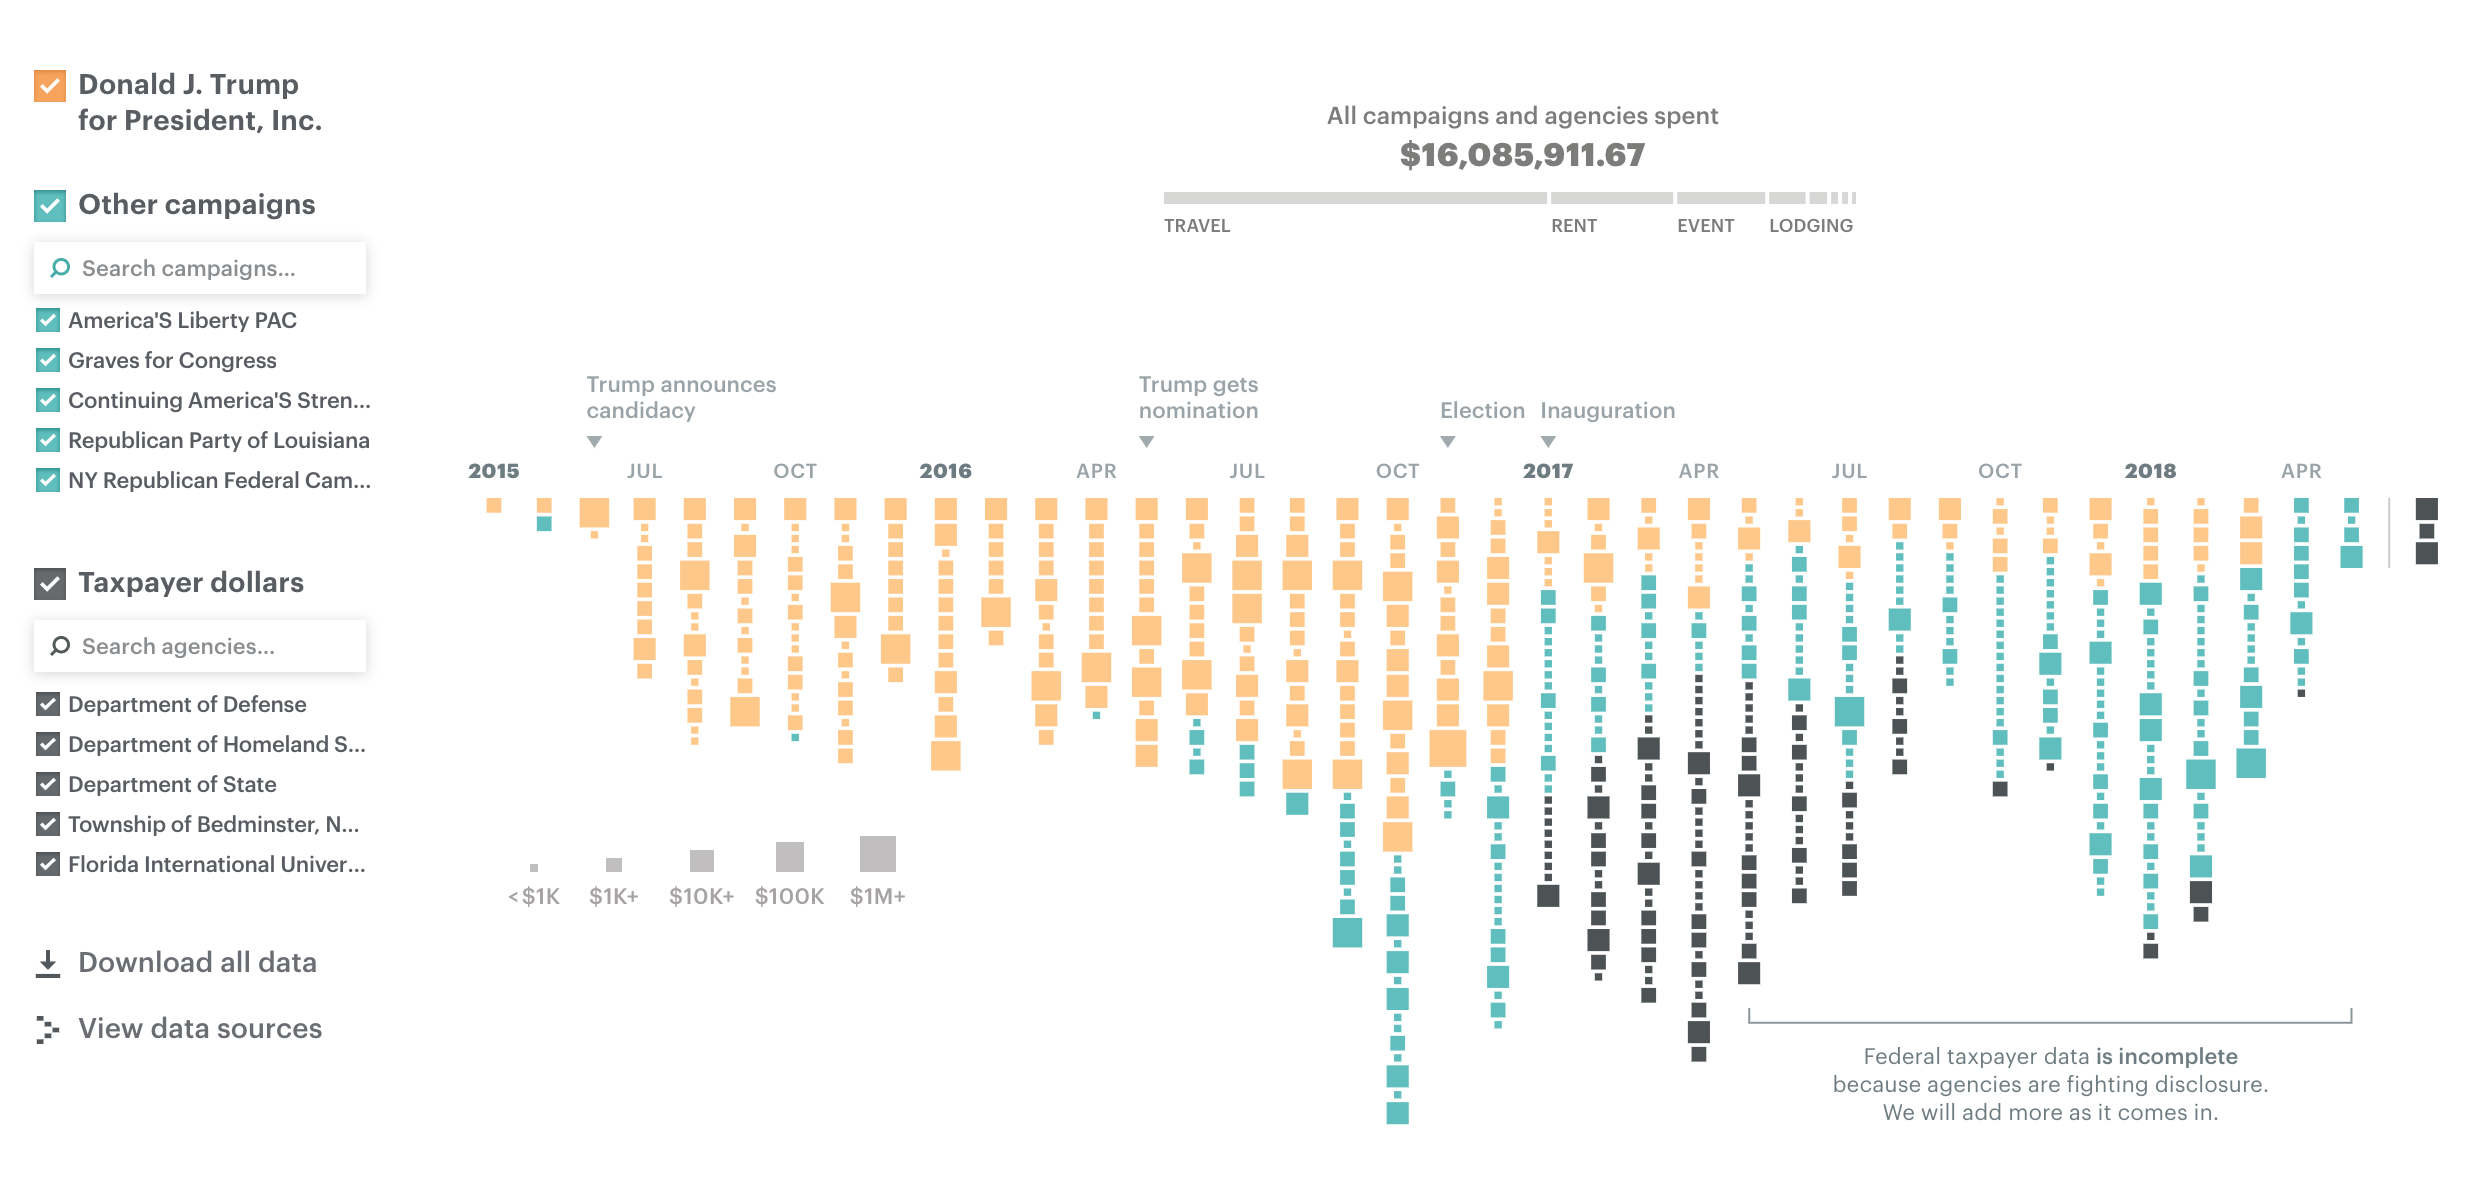 Donald J. Trump
for President, Inc.
Other campaigns
Search campaigns...
America'S Liberty PAC
Graves for Congress
Continuing America'S Stren...
Republican Party of Louisiana
NY Republican Federal Cam...
Taxpayer dollars
Search agencies...
Department of Defense
Department of Homeland S...
Department of State
Township of Bedminster, N...
Florida International Univer...
Download all data
View data sources
All campaigns and agencies spent
$16,085,911.67
TRAVEL RENT EVENT LODGING
Trump announces
candidacy
Trump gets
nomination
Election
Inauguration
2015 JUL OCT 2016 APR JUL OCT 2017 APR JUL OCT 2018 APR
<$1K $1K+ $10K+ $100K $1M+
Federal taxpayer data is incomplete
because agencies are fighting disclosure.
We will add more as it comes in.